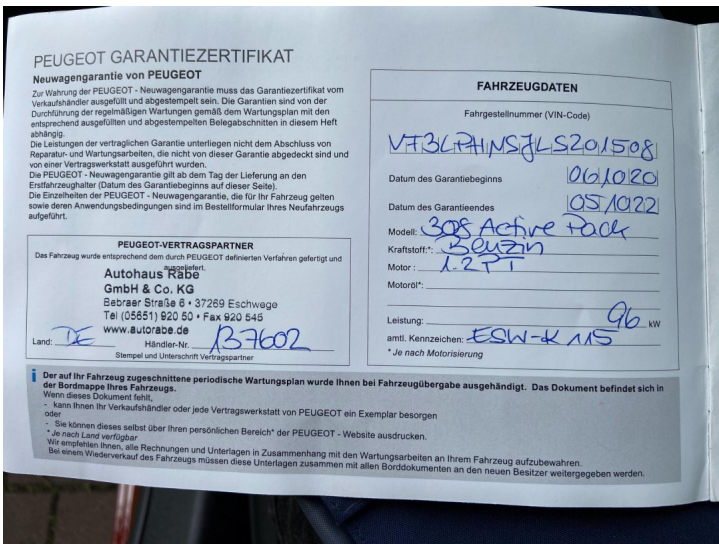 PEUGEOT GARANTIEZERTIFIKAT
Neuwagengarantie von PEUGEOT
Zur Wahrung der PEUGEOT - Neuwagengarantie muss das Garantiezertifikat vom
Verkaufshändler ausgefüllt und abgestempelt sein. Die Garantien sind von der
Durchführung der regelmäßigen Wartungen gemäß dem Wartungsplan mit den
entsprechend ausgefüllten und abgestempelten Belegabschnitten in diesem Heft
abhängig.
Die Leistungen der vertraglichen Garantie unterliegen nicht dem Abschluss von
Reparatur- und Wartungsarbeiten, die nicht von dieser Garantie abgedeckt sind und
von einer Vertragswerkstatt ausgeführt wurden.
Die PEUGEOT - Neuwagengarantie gilt ab dem Tag der Lieferung an den
Erstfahrzeughalter (Datum des Garantiebeginns auf dieser Seite).
Die Einzelheiten der PEUGEOT - Neuwagengarantie, die für Ihr Fahrzeug gelten
sowie deren Anwendungsbedingungen sind im Bestellformular Ihres Neufahrzeugs
aufgeführt.
PEUGEOT-VERTRAGSPARTNER
Das Fahrzeug wurde entsprechend dem durch PEUGEOT definierten Verfahren gefertigt und
ausgeliefert.
Autohaus Rabe
GmbH & Co. KG
Bebraer Straße 6 • 37269 Eschwege
Tel (05651) 920 50 • Fax 920 545
www.autorabe.de
Land: DE Händler-Nr. 137602
Stempel und Unterschrift Vertragspartner
FAHRZEUGDATEN
Fahrgestellnummer (VIN-Code)
VF3LPHNSJLS201508
Datum des Garantiebeginns 06/10/20
Datum des Garantieendes 05/10/22
Modell: 308 Active Pack
Kraftstoff:*: Benzin
Motor : 1.2 PT
Motoröl*:
Leistung: 96 kW
amtl. Kennzeichen: ESW-K 115
* Je nach Motorisierung
i Der auf Ihr Fahrzeug zugeschnittene periodische Wartungsplan wurde Ihnen bei Fahrzeugübergabe ausgehändigt. Das Dokument befindet sich in
der Bordmappe Ihres Fahrzeugs.
Wenn dieses Dokument fehlt,
- kann Ihnen Ihr Verkaufshändler oder jede Vertragswerkstatt von PEUGEOT ein Exemplar besorgen
oder
- Sie können dieses selbst über Ihren persönlichen Bereich* der PEUGEOT - Website ausdrucken.
* Je nach Land verfügbar
Wir empfehlen Ihnen, alle Rechnungen und Unterlagen in Zusammenhang mit den Wartungsarbeiten an Ihrem Fahrzeug aufzubewahren.
Bei einem Wiederverkauf des Fahrzeugs müssen diese Unterlagen zusammen mit allen Borddokumenten an den neuen Besitzer weitergegeben werden.